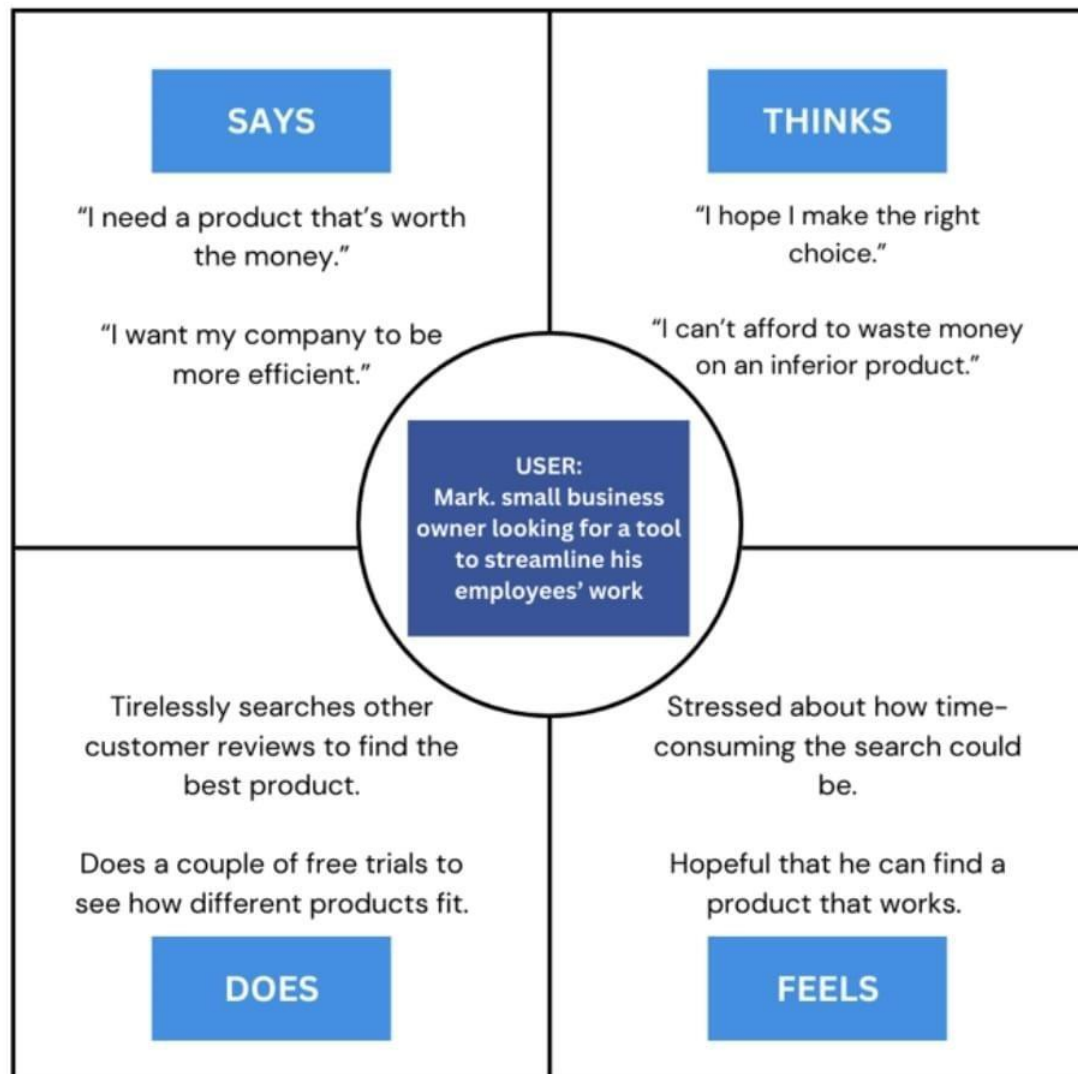 SAYS
“I need a product that’s worth
the money.”
“I want my company to be
more efficient.”
THINKS
“I hope I make the right
choice.”
“I can’t afford to waste money
on an inferior product.”
USER:
Mark. small business
owner looking for a tool
to streamline his
employees’ work
Tirelessly searches other
customer reviews to find the
best product.
Does a couple of free trials to
see how different products fit.
DOES
Stressed about how time-
consuming the search could
be.
Hopeful that he can find a
product that works.
FEELS